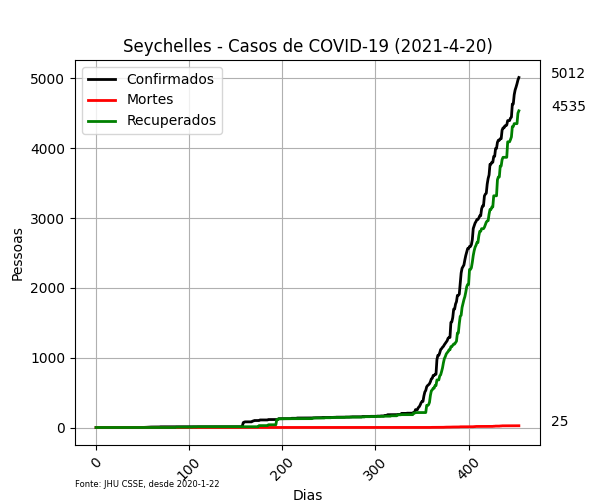 Seychelles - Casos de COVID-19 (2021-4-20)
Confirmados
Mortes
Recuperados
5012
4535
25
Pessoas
5000
4000
3000
2000
1000
0
0
100
200
300
400
Fonte: JHU CSSE, desde 2020-1-22
Dias